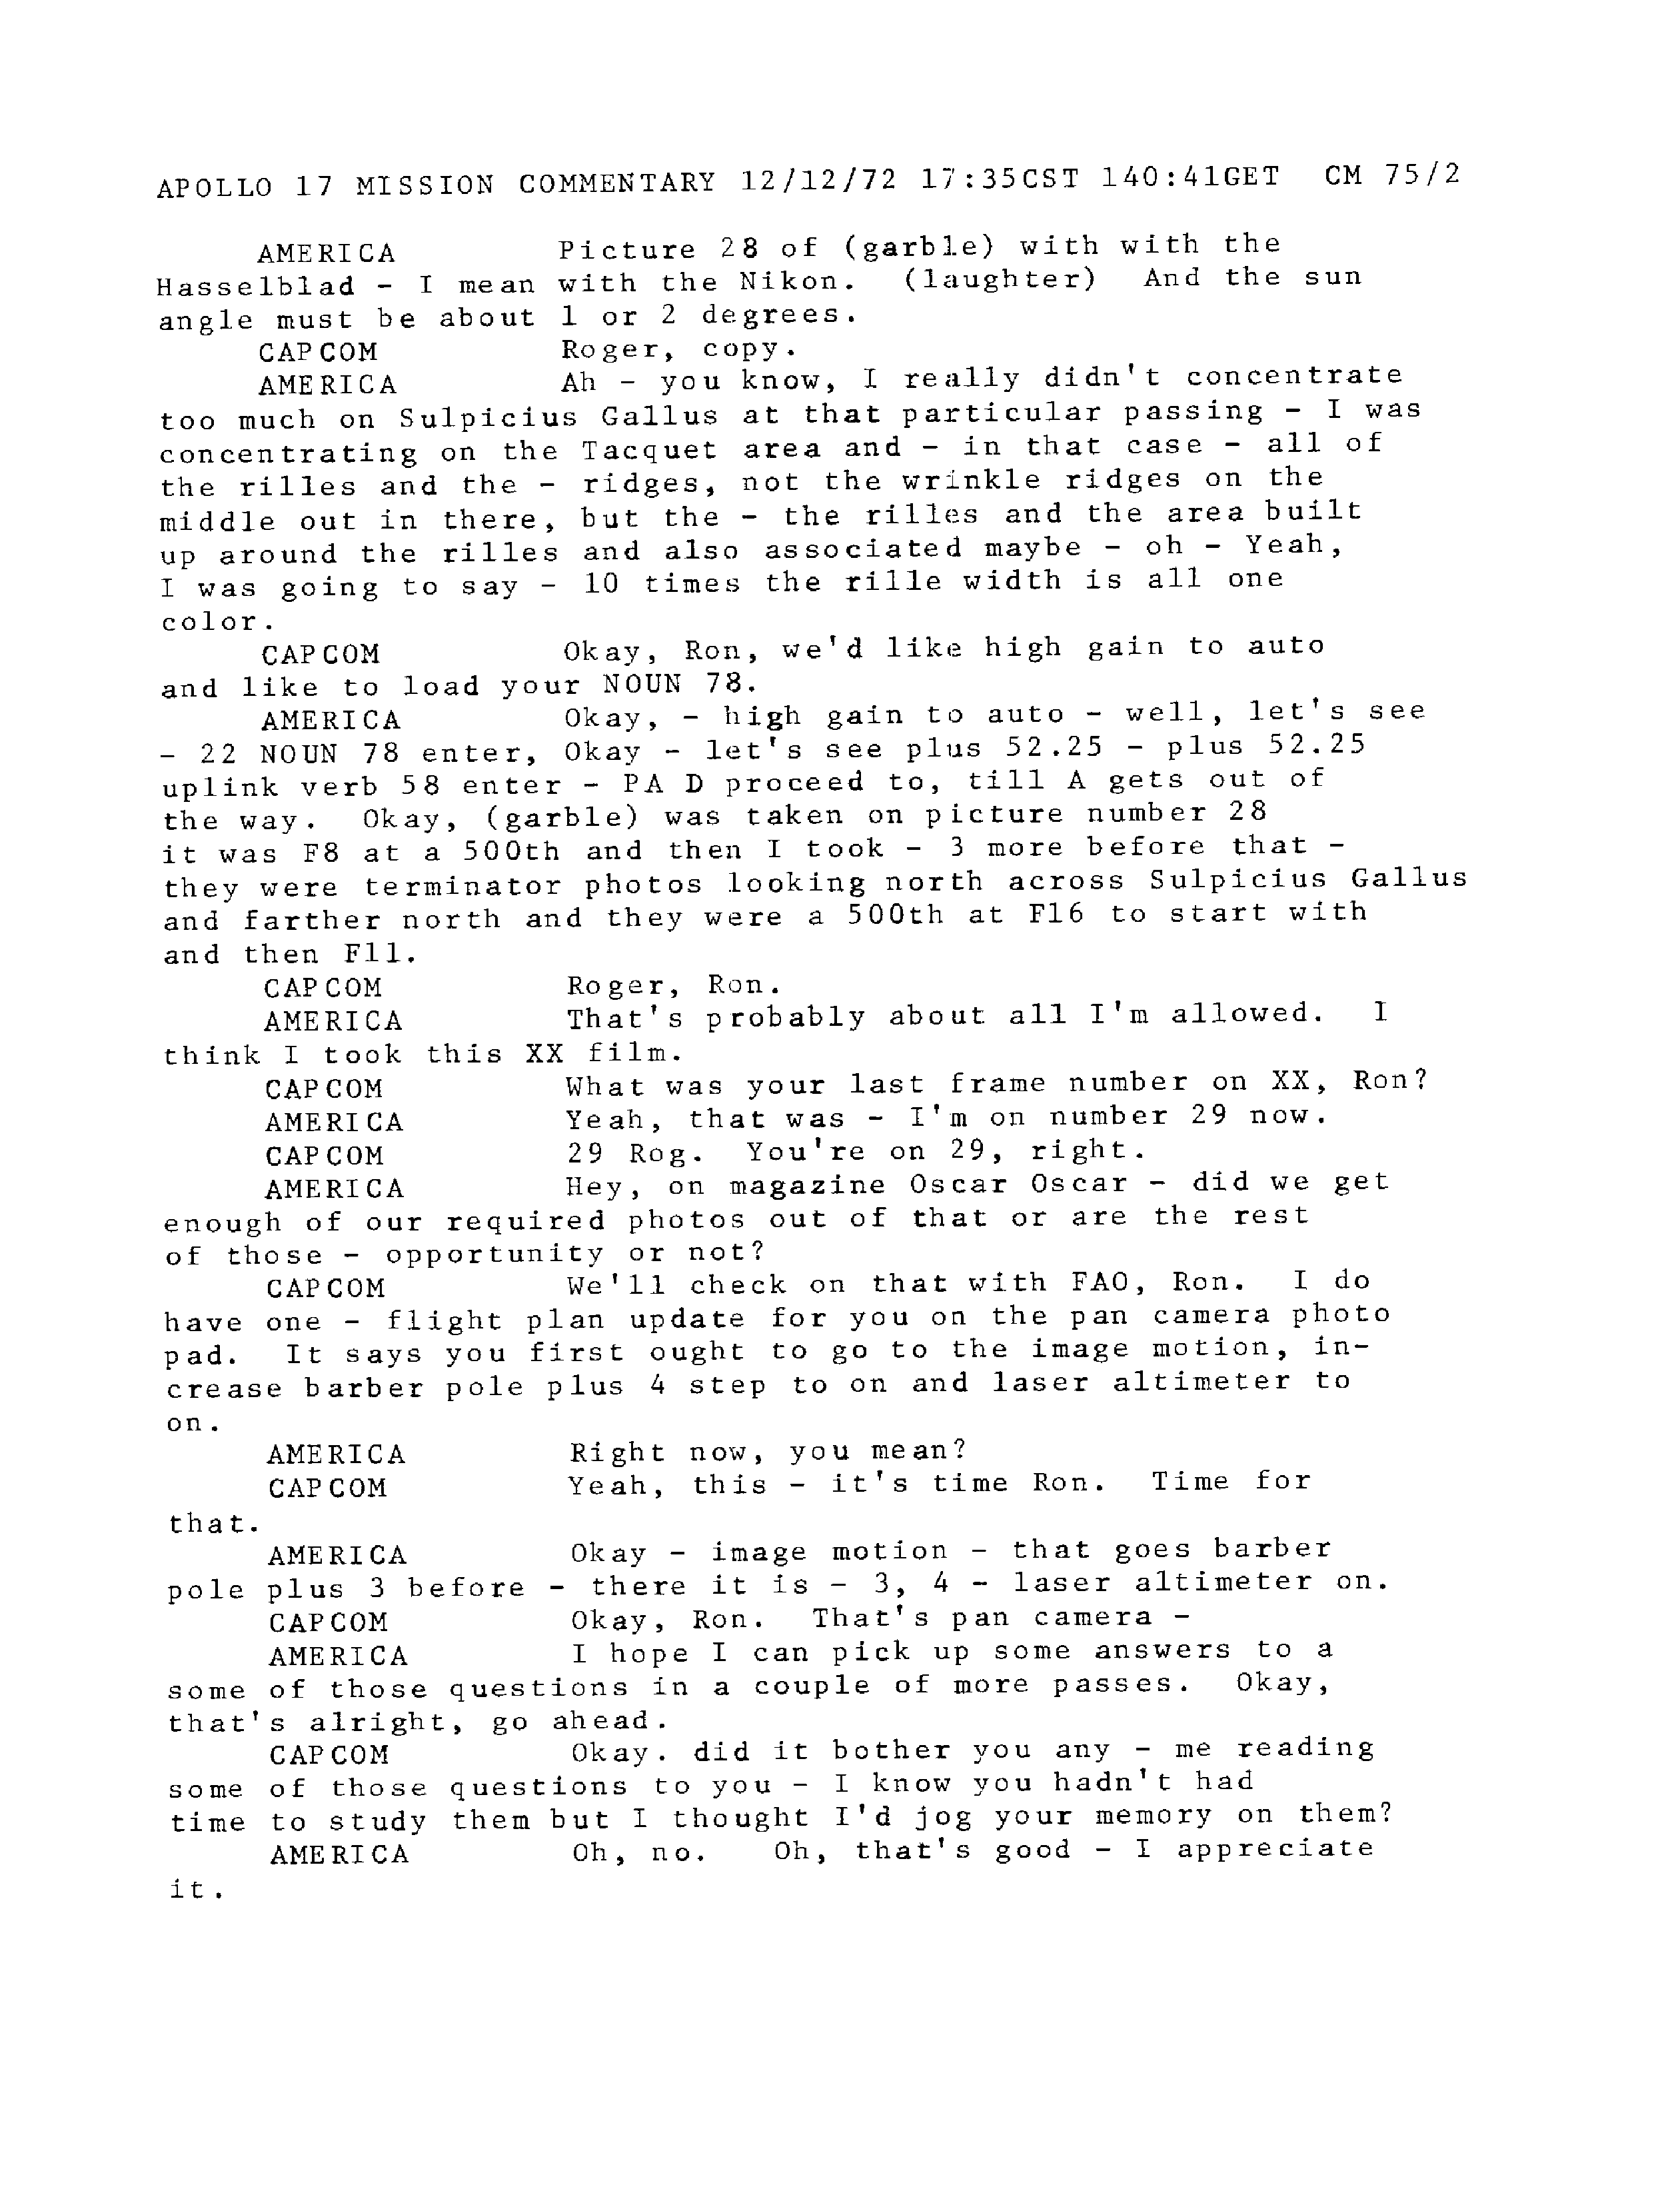 APOLLO 17 MISSION COMMENTARY 12/12/72 17:35CST 140:41GET CM 75/2
AMERICA Picture 28 of (garble) with with the
Hasselblad - I mean with the Nikon. (laughter) And the sun
angle must be about 1 or 2 degrees.
CAPCOM Roger, copy.
AMERICA Ah - you know, I really didn't concentrate
too much on Sulpicius Gallus at that particular passing - I was
concentrating on the Tacquet area and - in that case - all of
the rilles and the - ridges, not the wrinkle ridges on the
middle out in there, but the - the rilles and the area built
up around the rilles and also associated maybe - oh - Yeah,
I was going to say - 10 times the rille width is all one
color.
CAPCOM Okay, Ron, we'd like high gain to auto
and like to load your NOUN 78.
AMERICA Okay, - high gain to auto - well, let's see
- 22 NOUN 78 enter, Okay - let's see plus 52.25 - plus 52.25
uplink verb 58 enter - PA D proceed to, till A gets out of
the way. Okay, (garble) was taken on picture number 28
it was F8 at a 500th and then I took - 3 more before that -
they were terminator photos looking north across Sulpicius Gallus
and farther north and they were a 500th at F16 to start with
and then F11.
CAPCOM Roger, Ron.
AMERICA That's probably about all I'm allowed. I
think I took this XX film.
CAPCOM What was your last frame number on XX, Ron?
AMERICA Yeah, that was - I'm on number 29 now.
CAPCOM 29 Rog. You're on 29, right.
AMERICA Hey, on magazine Oscar Oscar - did we get
enough of our required photos out of that or are the rest
of those - opportunity or not?
CAPCOM We'll check on that with FAO, Ron. I do
have one - flight plan update for you on the pan camera photo
pad. It says you first ought to go to the image motion, in-
crease barber pole plus 4 step to on and laser altimeter to
on.
AMERICA Right now, you mean?
CAPCOM Yeah, this - it's time Ron. Time for
that.
AMERICA Okay - image motion - that goes barber
pole plus 3 before - there it is - 3, 4 - laser altimeter on.
CAPCOM Okay, Ron. That's pan camera -
AMERICA I hope I can pick up some answers to a
some of those questions in a couple of more passes. Okay,
that's alright, go ahead.
CAPCOM Okay. did it bother you any - me reading
some of those questions to you - I know you hadn't had
time to study them but I thought I'd jog your memory on them?
AMERICA Oh, no. Oh, that's good - I appreciate
it.